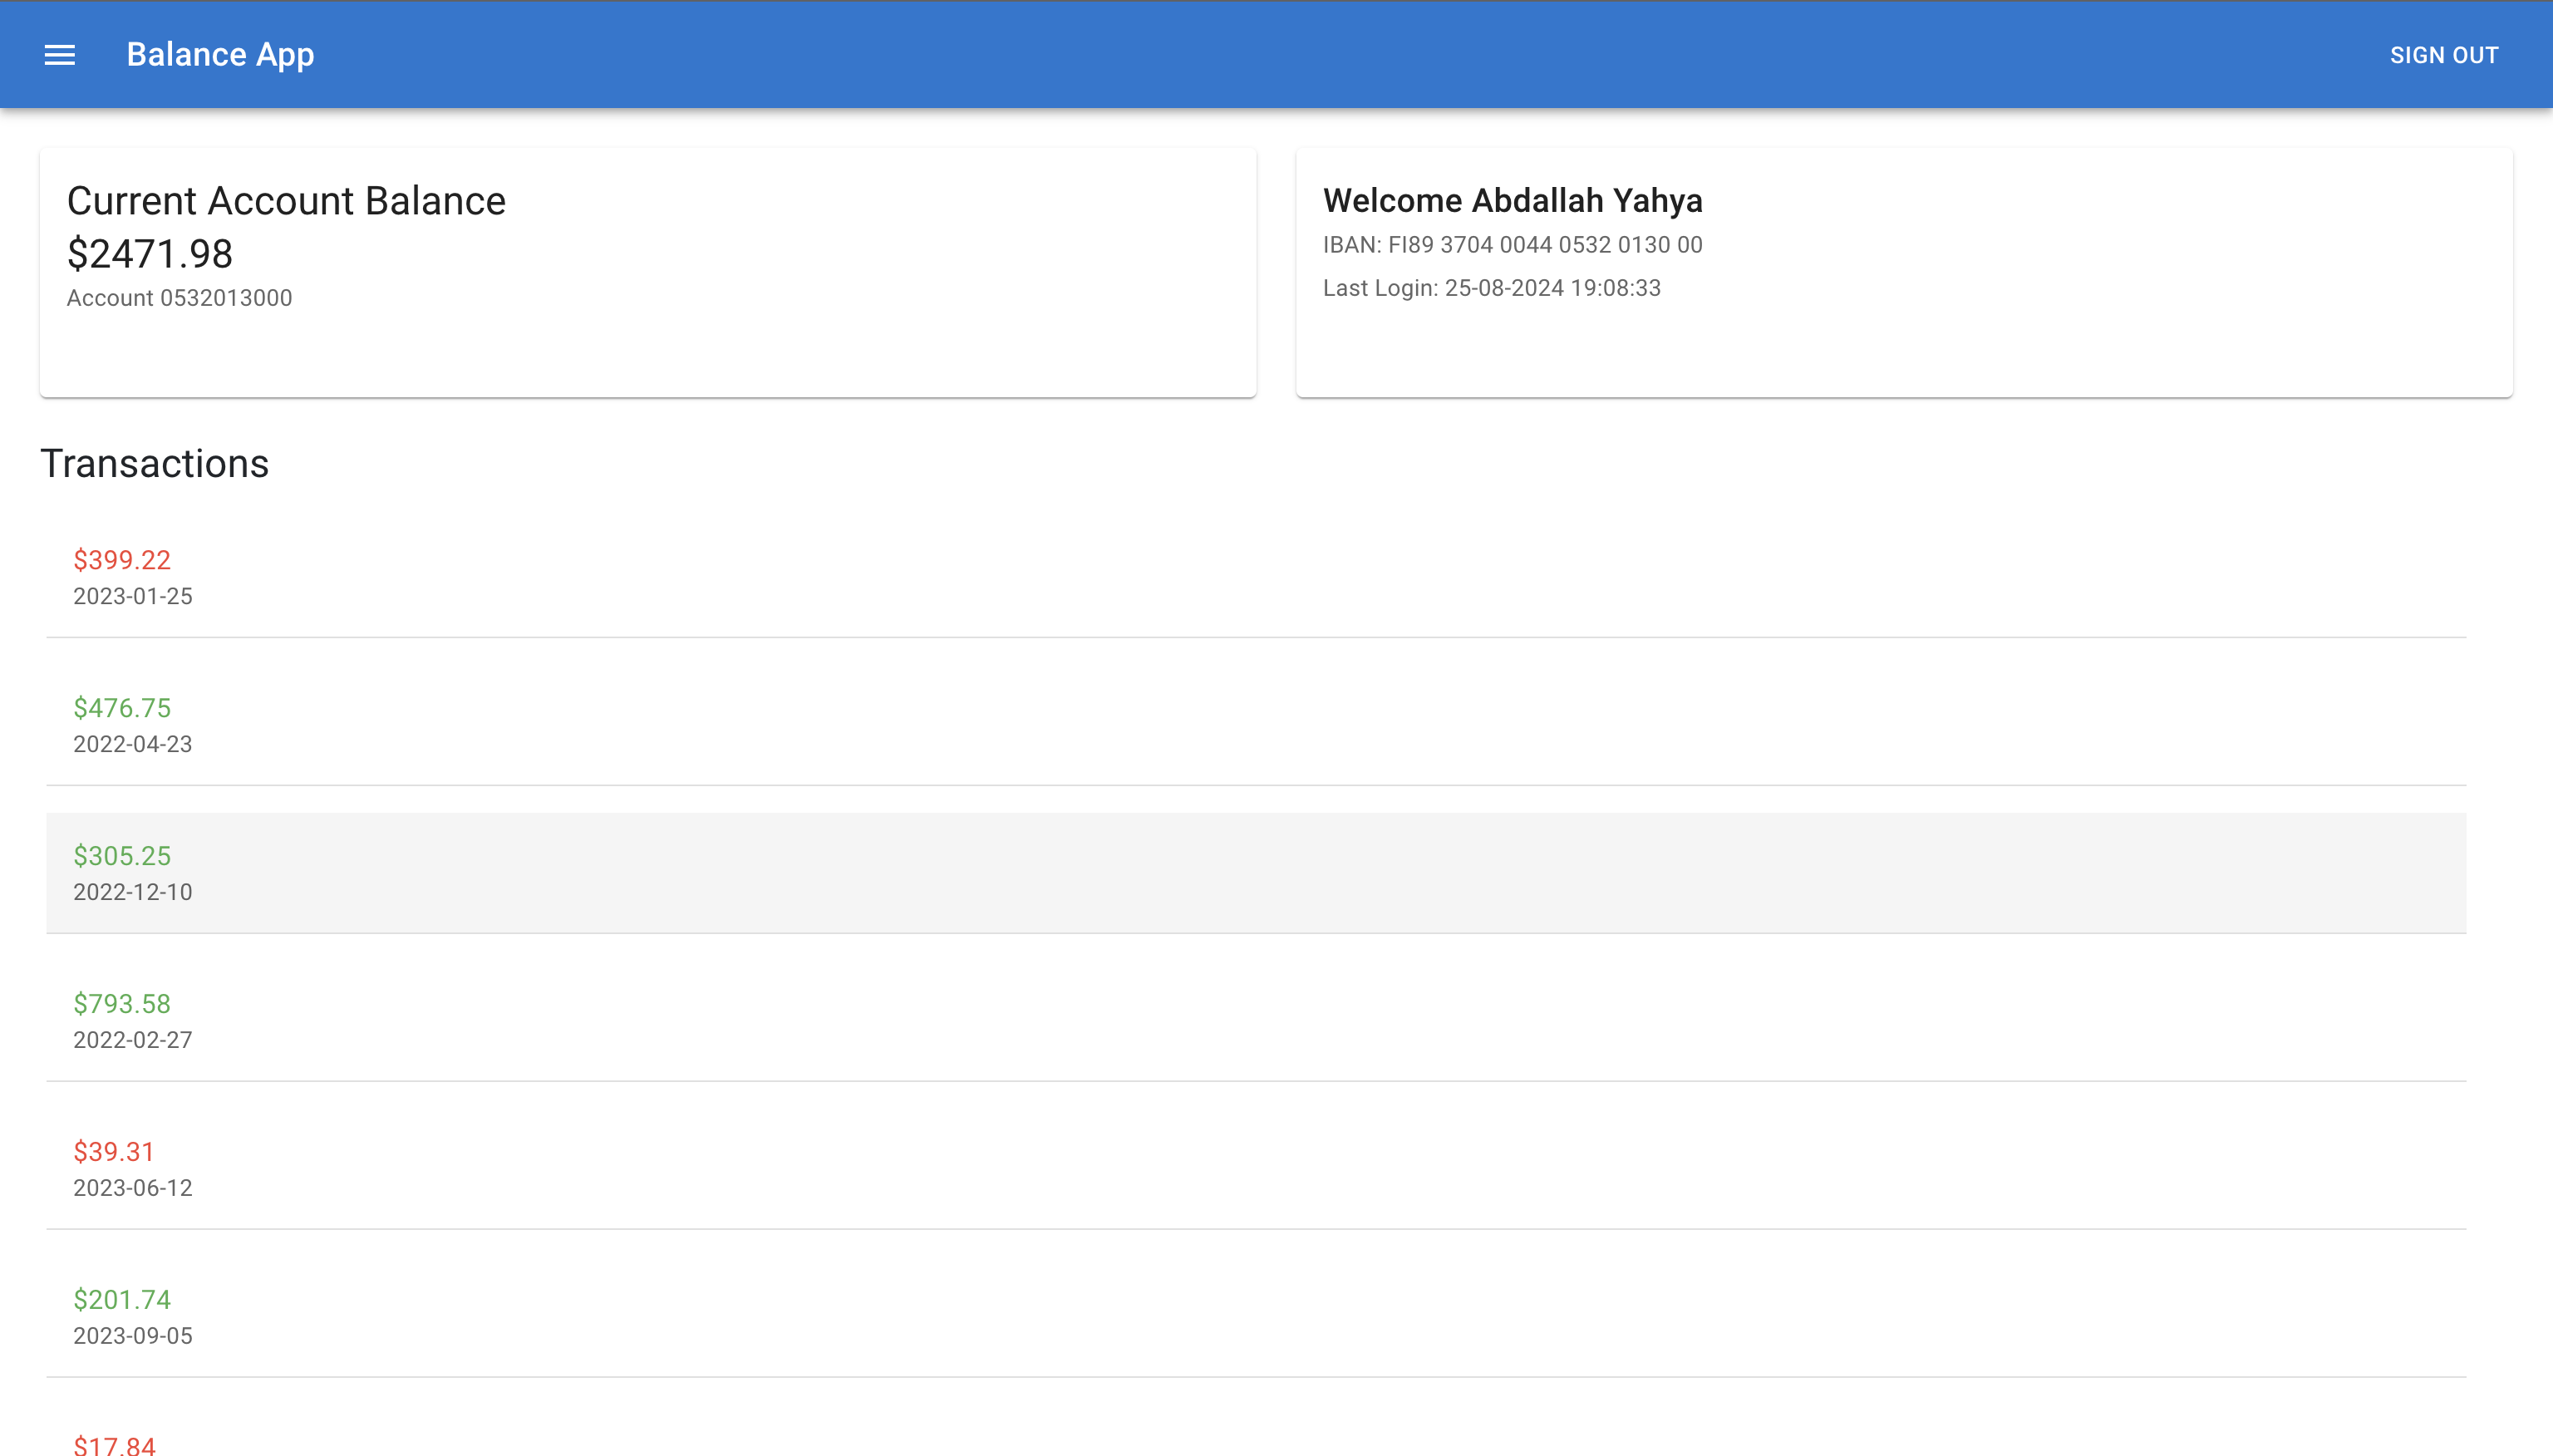 Balance App
SIGN OUT
Current Account Balance
$2471.98
Account 0532013000
Welcome Abdallah Yahya
IBAN: FI89 3704 0044 0532 0130 00
Last Login: 25-08-2024 19:08:33
Transactions
$399.22
2023-01-25
$476.75
2022-04-23
$305.25
2022-12-10
$793.58
2022-02-27
$39.31
2023-06-12
$201.74
2023-09-05
$17.84